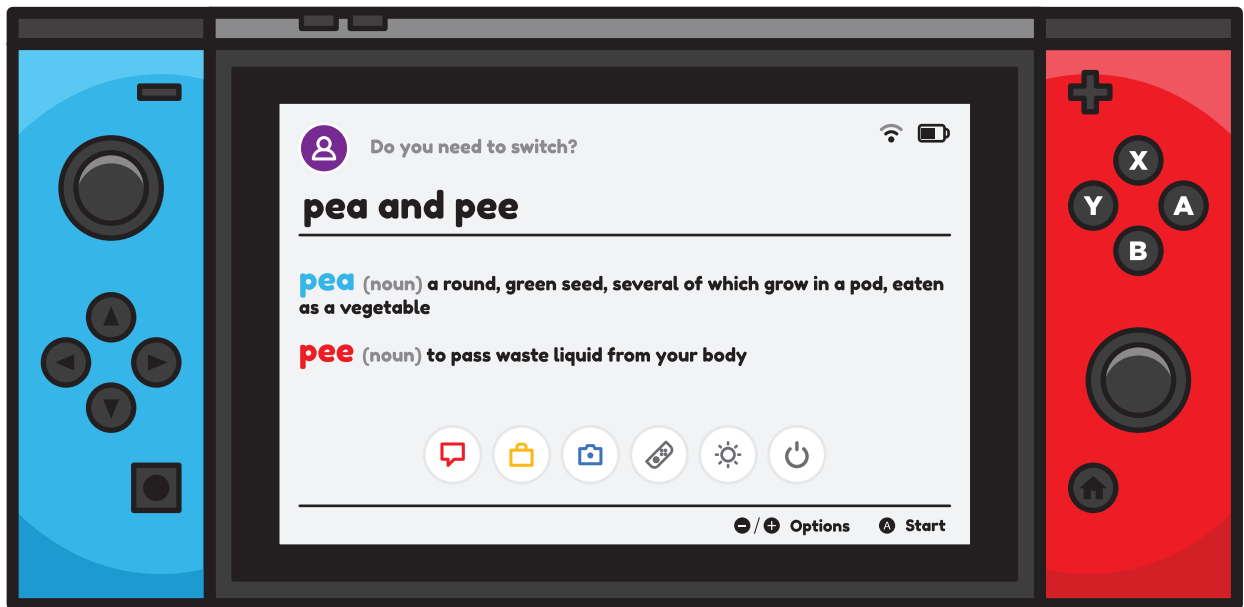 Do you need to switch?
pea and pee
pea (noun) a round, green seed, several of which grow in a pod, eaten
as a vegetable
pee (noun) to pass waste liquid from your body
X
Y A
B
-/+ Options A Start